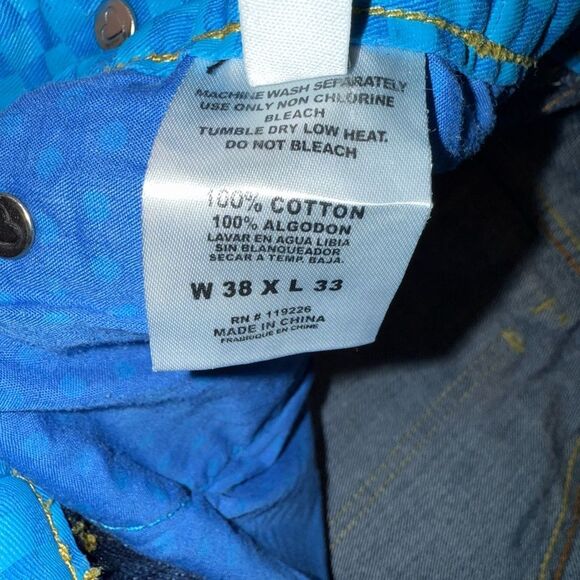 MACHINE WASH SEPARATELY
USE ONLY NON CHLORINE
BLEACH
TUMBLE DRY LOW HEAT.
DO NOT BLEACH
100% COTTON
100% ALGODON
LAVAR EN AGUA LIBIA
SIN BLANQUEADOR
SECAR A TEMP. BAJA.
W 38 X L 33
RN # 119226
MADE IN CHINA
FRABRIQUE EN CHINE